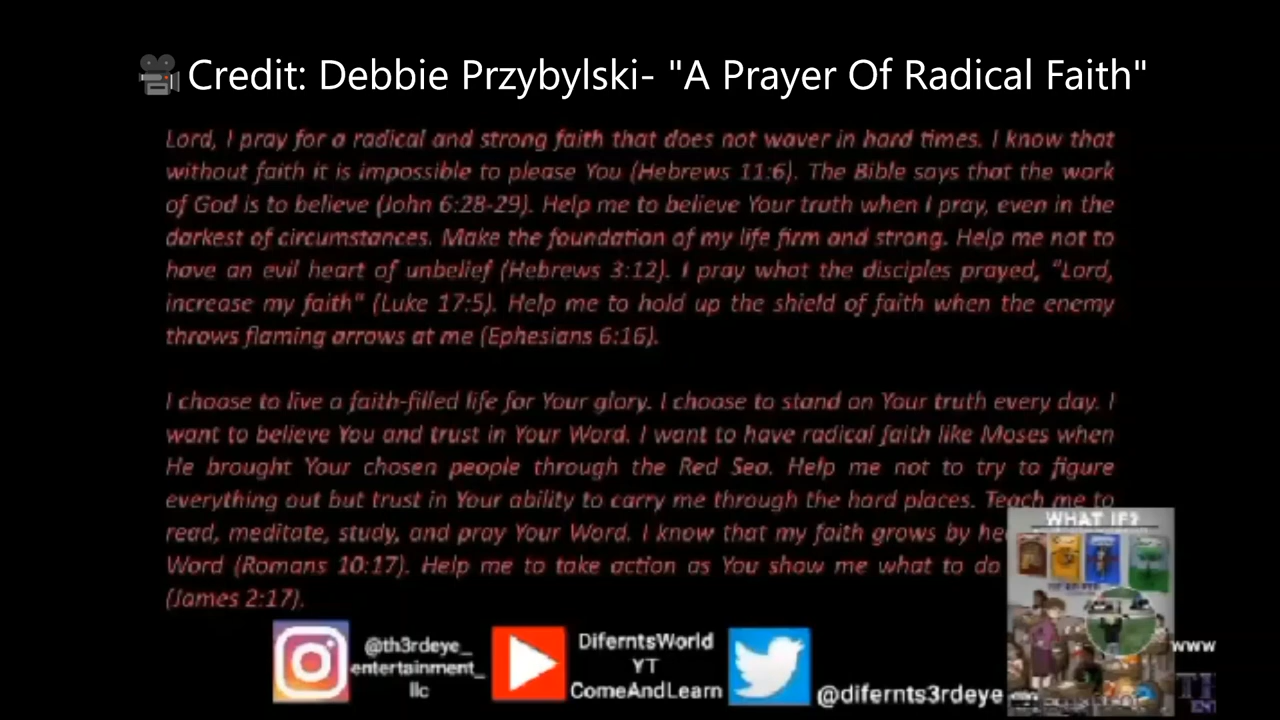 Credit: Debbie Przybylski- "A Prayer Of Radical Faith"
Lord, I pray for a radical and strong faith that does not waver in hard times. I know that
without faith it is impossible to please You (Hebrews 11:6). The Bible says that the work
of God is to believe (John 6:28-29). Help me to believe Your truth when I pray, even in the
darkest of circumstances. Make the foundation of my life firm and strong. Help me not to
have an evil heart of unbelief (Hebrews 3:12). I pray what the disciples prayed, "Lord,
increase my faith" (Luke 17:5). Help me to hold up the shield of faith when the enemy
throws flaming arrows at me (Ephesians 6:16).
I choose to live a faith-filled life for Your glory. I choose to stand on Your truth every day. I
want to believe You and trust in Your Word. I want to have radical faith like Moses when
He brought Your chosen people through the Red Sea. Help me not to try to figure
everything out but trust in Your ability to carry me through the hard places. Teach me to
read, meditate, study, and pray Your Word. I know that my faith grows by
Word (Romans 10:17). Help me to take action as You show me what to do
(James 2:17).
WHAT IF?
@th3rdeye_
entertainment_
llc
DiferntsWorld
YT
ComeAndLearn
@difernts3rdeye
www